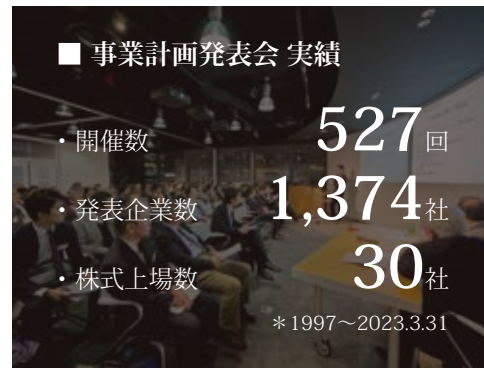 ■ 事業計画発表会 実績
・開催数 527回
・発表企業数 1,374社
・株式上場数 30社
＊1997～2023.3.31